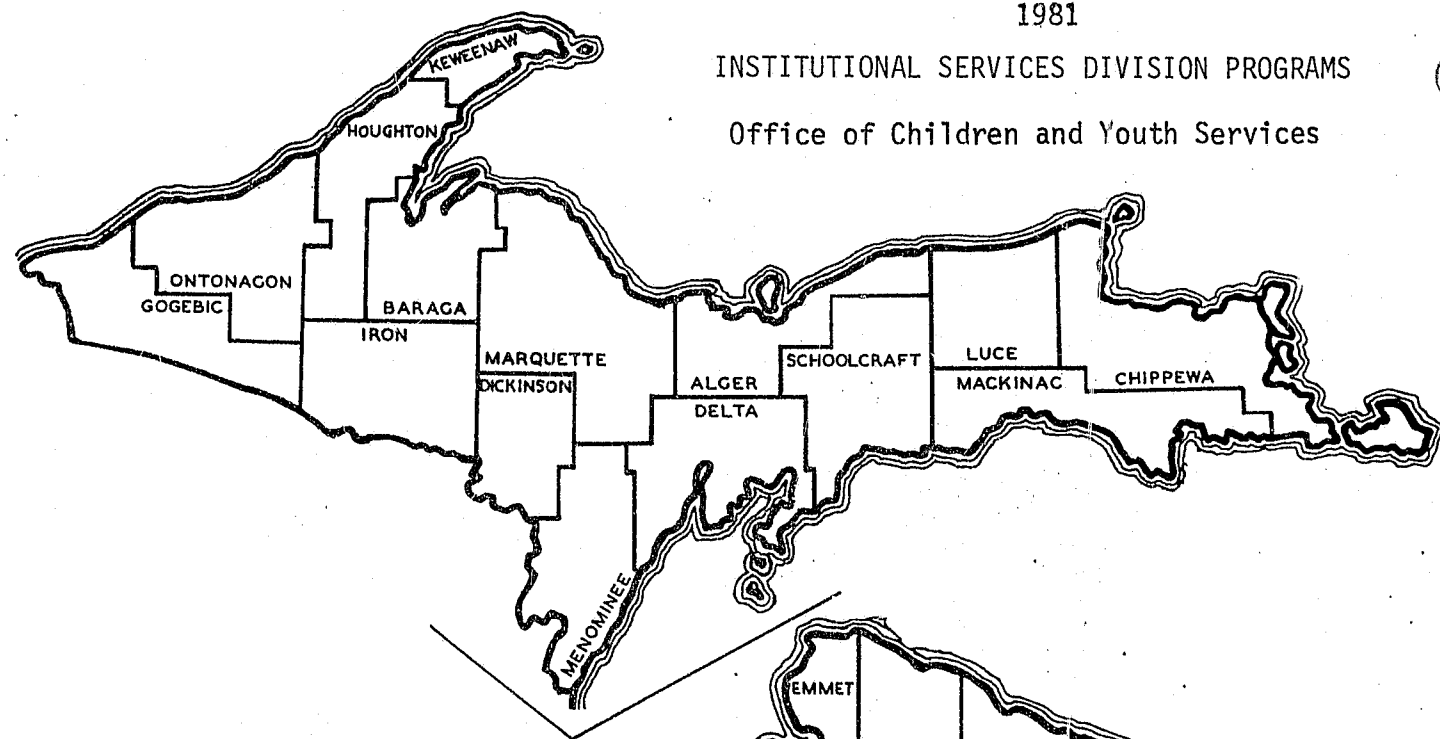 1981
INSTITUTIONAL SERVICES DIVISION PROGRAMS
Office of Children and Youth Services
KEWEENAW
HOUGHTON
ONTONAGON
GOGEBIC
BARAGA
IRON
MARQUETTE
DICKINSON
ALGER
DELTA
SCHOOLCRAFT
LUCE
MACKINAC
CHIPPEWA
MENOMINEE
EMMET